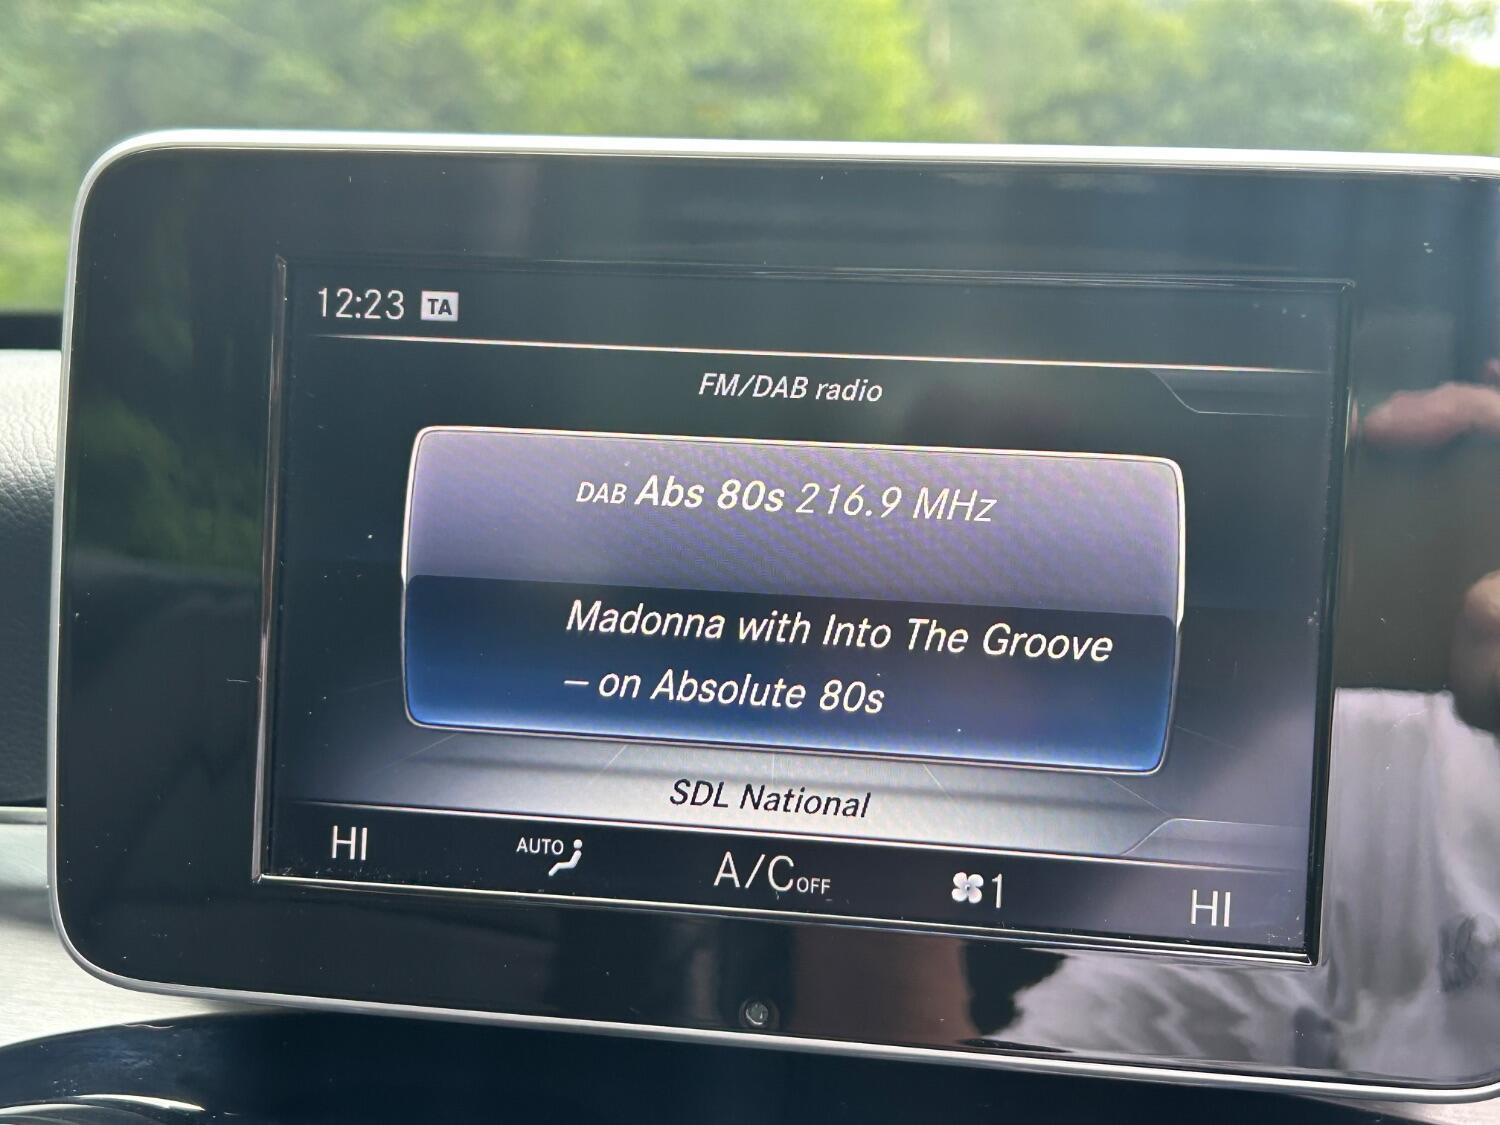 12:23 TA
FM/DAB radio
DAB Abs 80s 216.9 MHz
Madonna with Into The Groove
– on Absolute 80s
SDL National
HI AUTO A/C OFF 1 HI